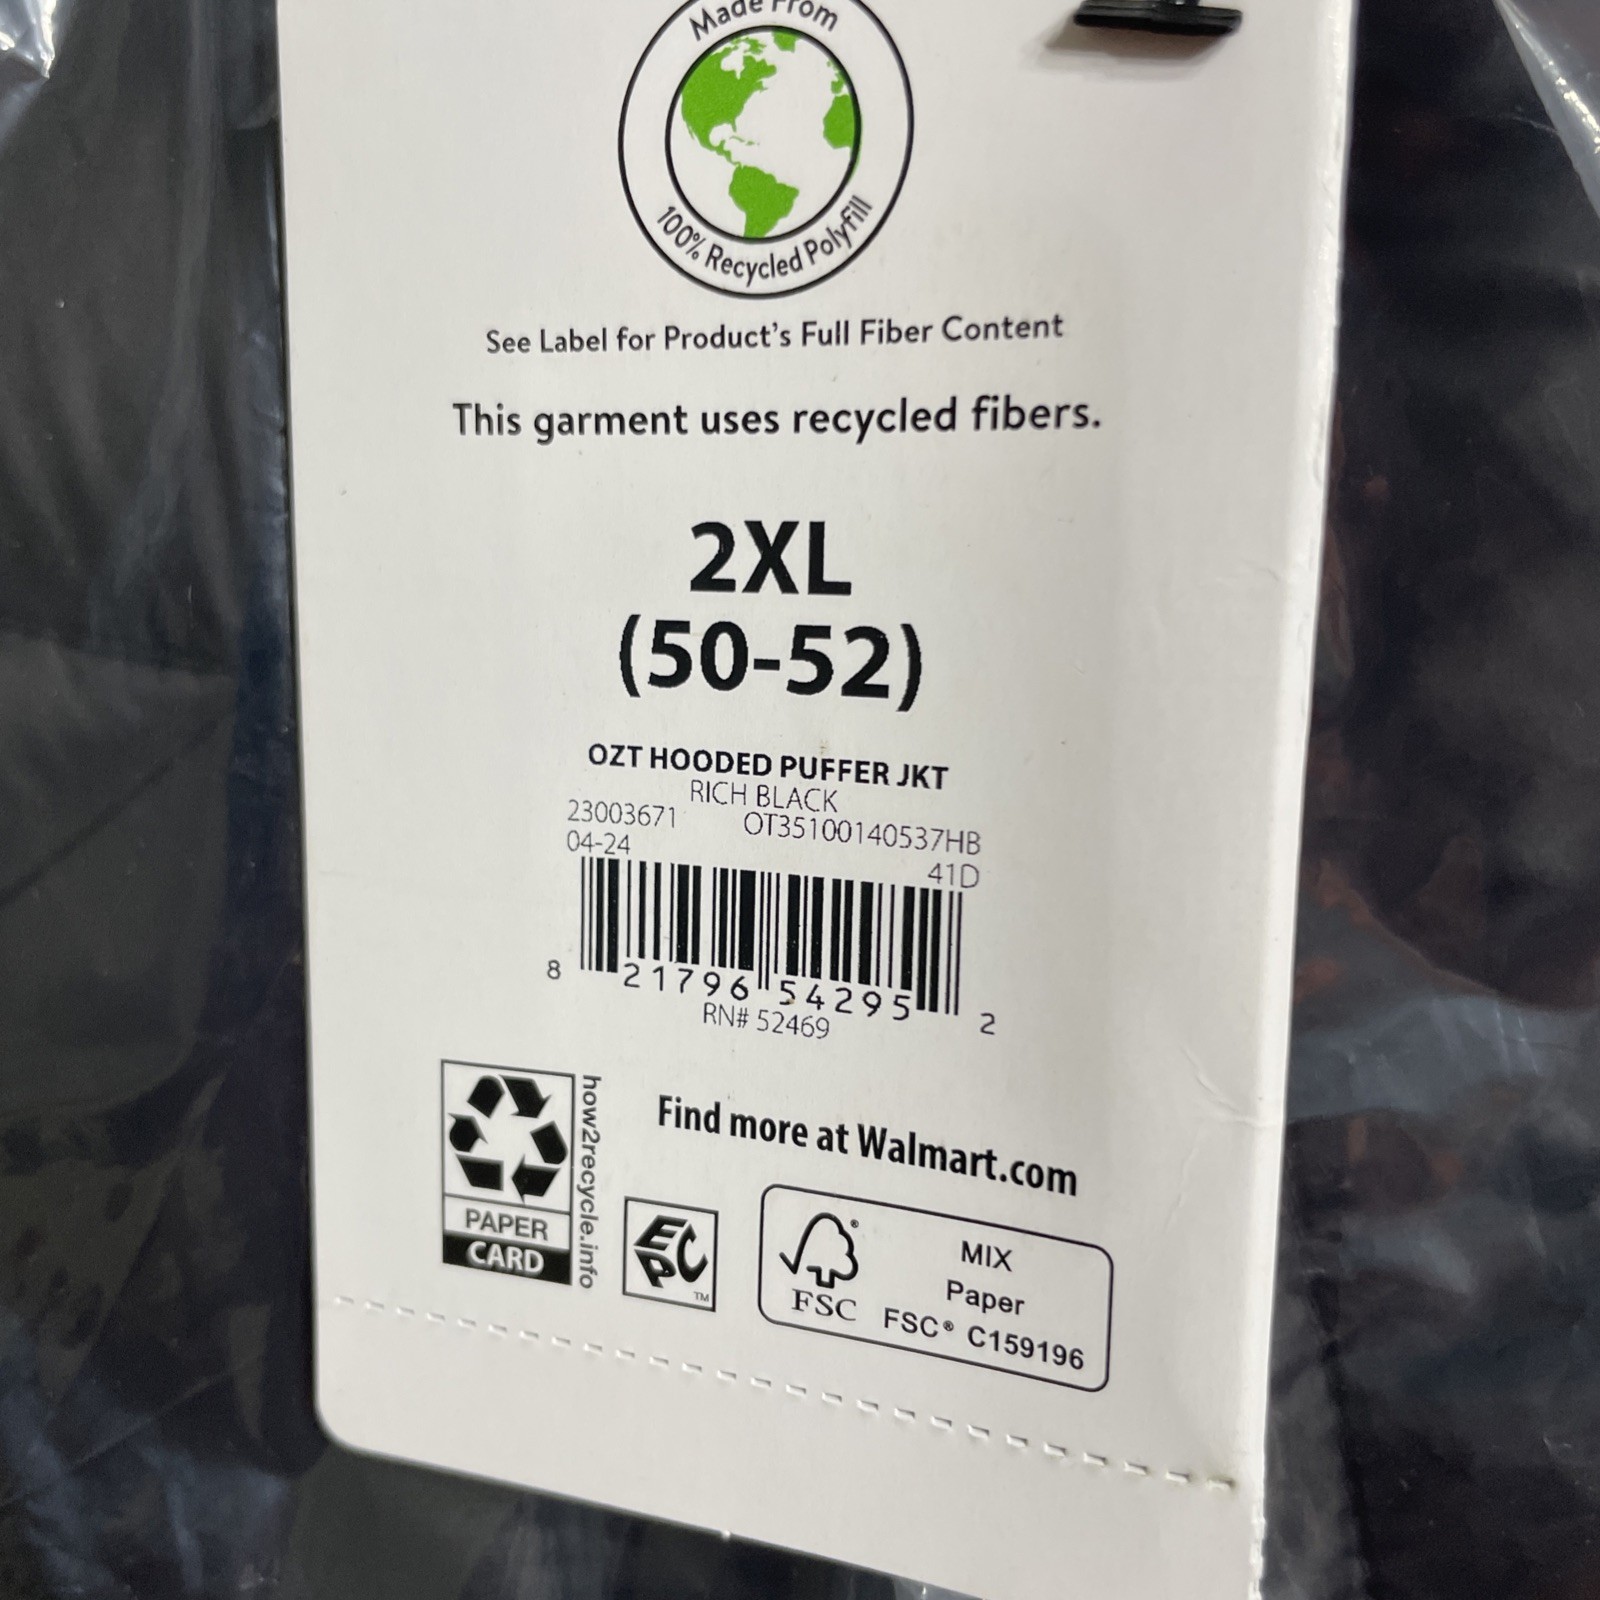 Made From
100% Recycled Polyfill
See Label for Product's Full Fiber Content
This garment uses recycled fibers.
2XL
(50-52)
OZT HOODED PUFFER JKT
RICH BLACK
23003671 OT35100140537HB
04-24 41D
8 21796 54295 2
RN# 52469
how2recycle.info
PAPER
CARD
Find more at Walmart.com
EPC™
FSC®
MIX
Paper
FSC® C159196